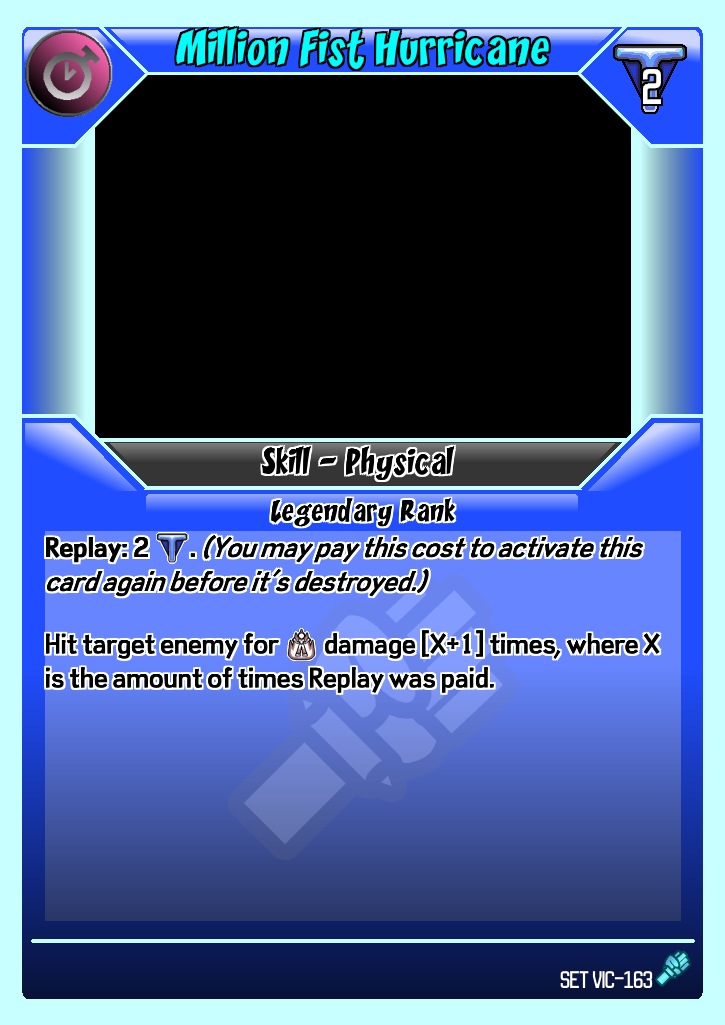 Million Fist Hurricane
2
Skill - Physical
Legendary Rank
Replay: 2 . (You may pay this cost to activate this
card again before it's destroyed.)
Hit target enemy for damage [X+1] times, where X
is the amount of times Replay was paid.
SET VIC-163